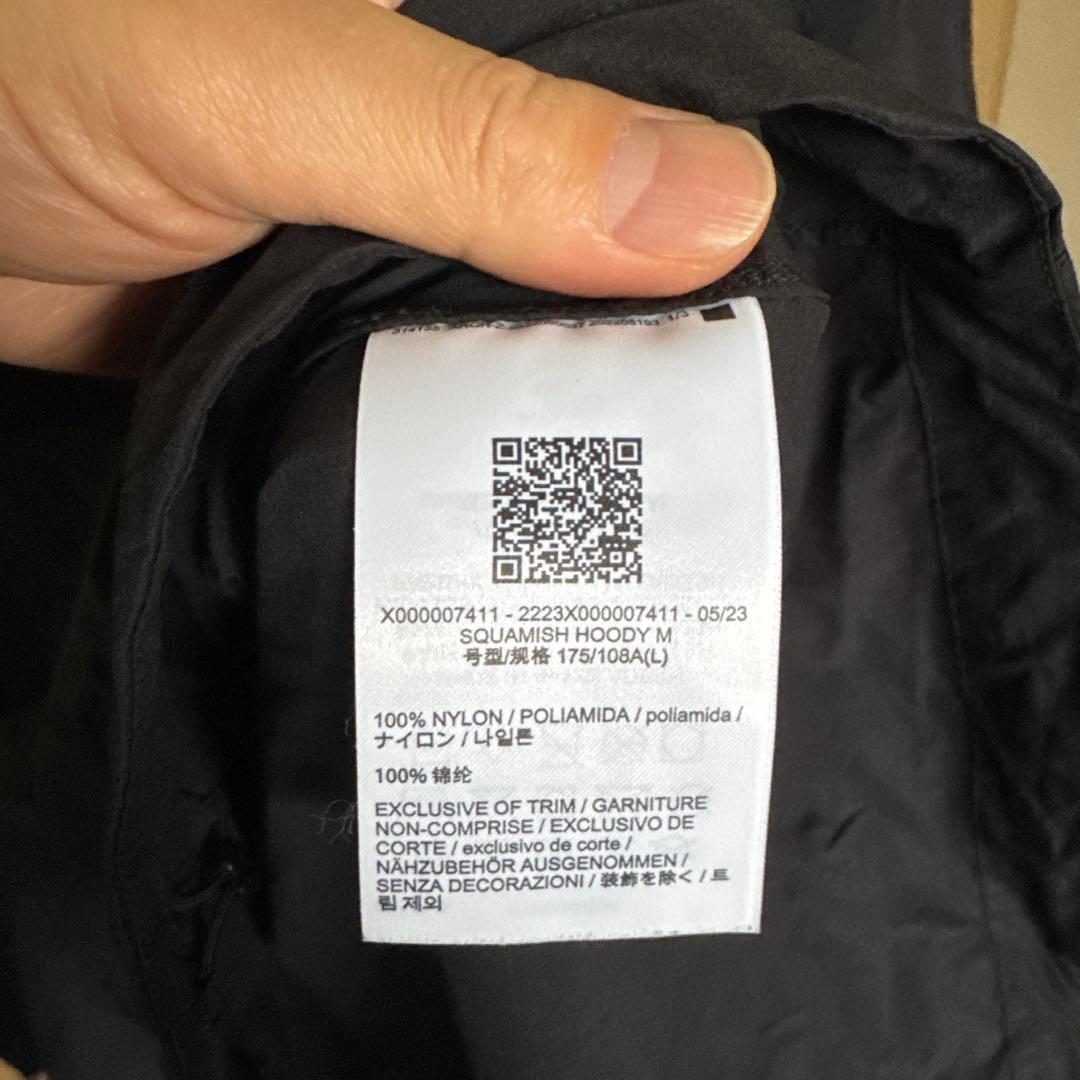 1/3
X000007411 - 2223X000007411 - 05/23
SQUAMISH HOODY M
号型/规格 175/108A(L)
100% NYLON / POLIAMIDA / poliamida /
ナイロン / 나일론
100% 锦纶
EXCLUSIVE OF TRIM / GARNITURE
NON-COMPRISE / EXCLUSIVO DE
CORTE / exclusivo de corte /
NÄHZUBEHÖR AUSGENOMMEN /
SENZA DECORAZIONI / 装飾を除く / 트
림 제외